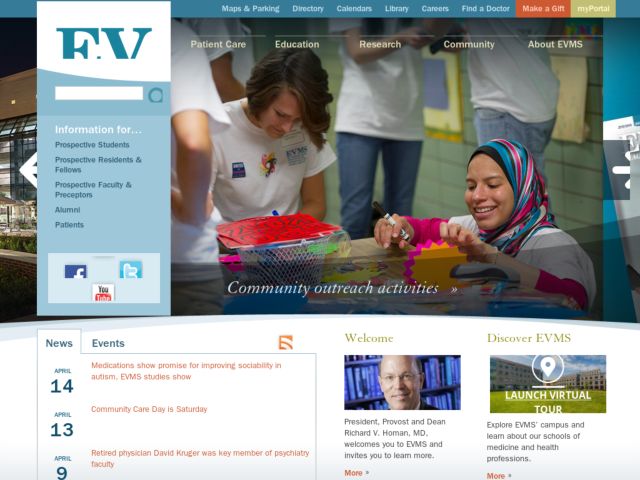 Maps & Parking Directory Calendars Library Careers Find a Doctor Make a Gift myPortal
EV
Patient Care Education Research Community About EVMS
Information for...
Prospective Students
Prospective Residents &
Fellows
Prospective Faculty &
Preceptors
Alumni
Patients
You
Tube
EVMS
Community outreach activities »
News Events
APRIL
14
Medications show promise for improving sociability in
autism, EVMS studies show
APRIL
13
Community Care Day is Saturday
APRIL
9
Retired physician David Kruger was key member of psychiatry
faculty
Welcome
President, Provost and Dean
Richard V. Homan, MD,
welcomes you to EVMS and
invites you to learn more.
More »
Discover EVMS
LAUNCH VIRTUAL
TOUR
Explore EVMS' campus and
learn about our schools of
medicine and health
professions.
More »